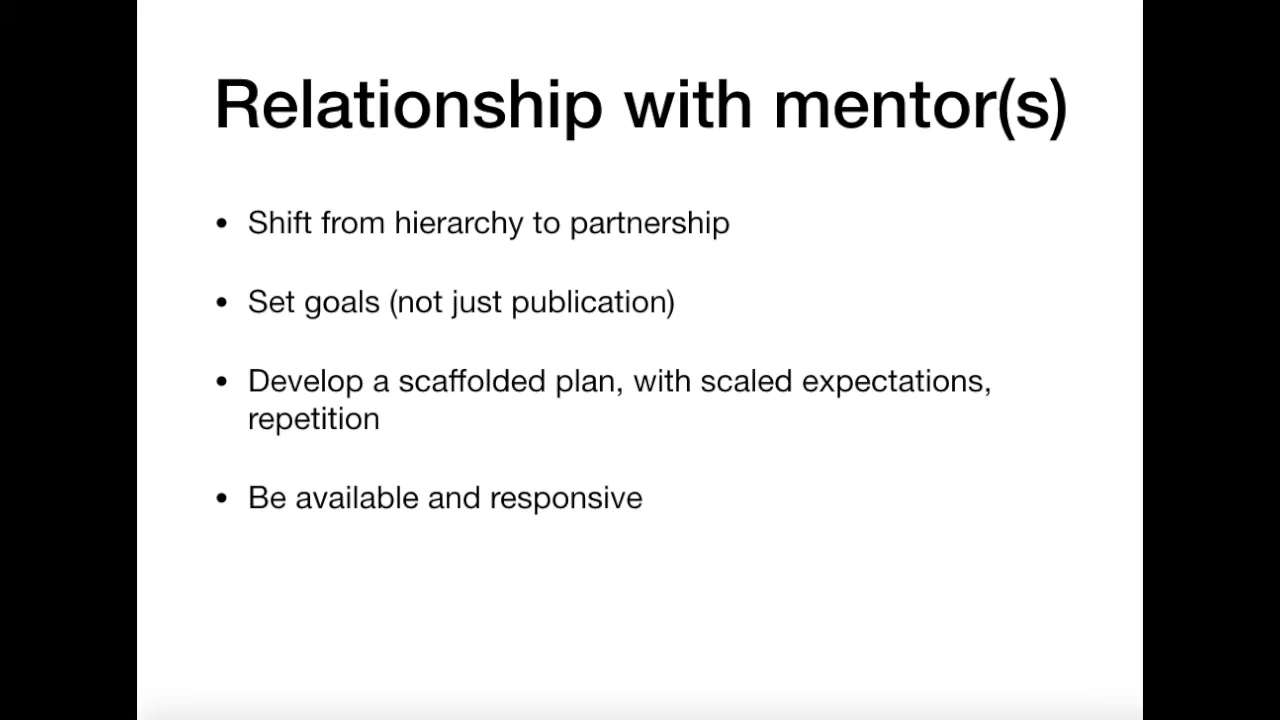 Relationship with mentor(s)
• Shift from hierarchy to partnership
• Set goals (not just publication)
• Develop a scaffolded plan, with scaled expectations,
repetition
• Be available and responsive